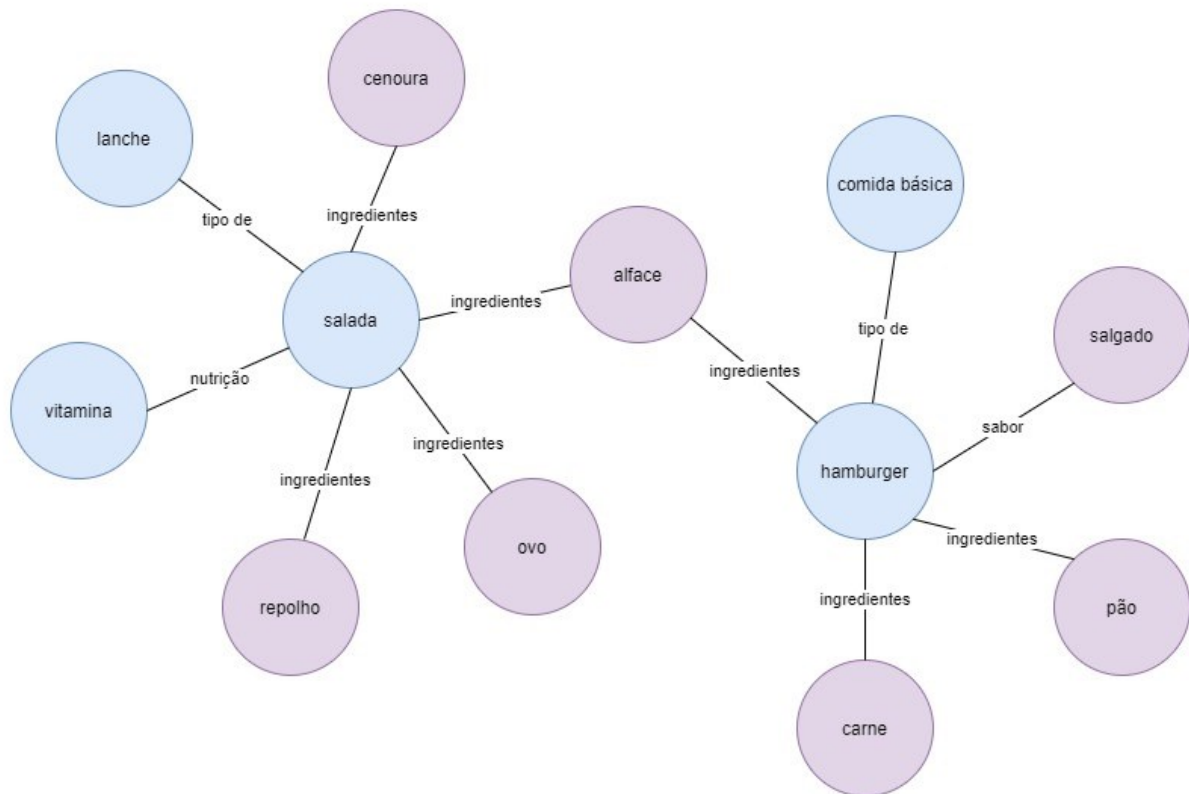 cenoura
lanche
comida básica
tipo de
ingredientes
alface
ingredientes
salada
tipo de
salgado
ingredientes
nutrição
vitamina
sabor
ingredientes
hamburger
ingredientes
ingredientes
ovo
ingredientes
repolho
ingredientes
pão
carne